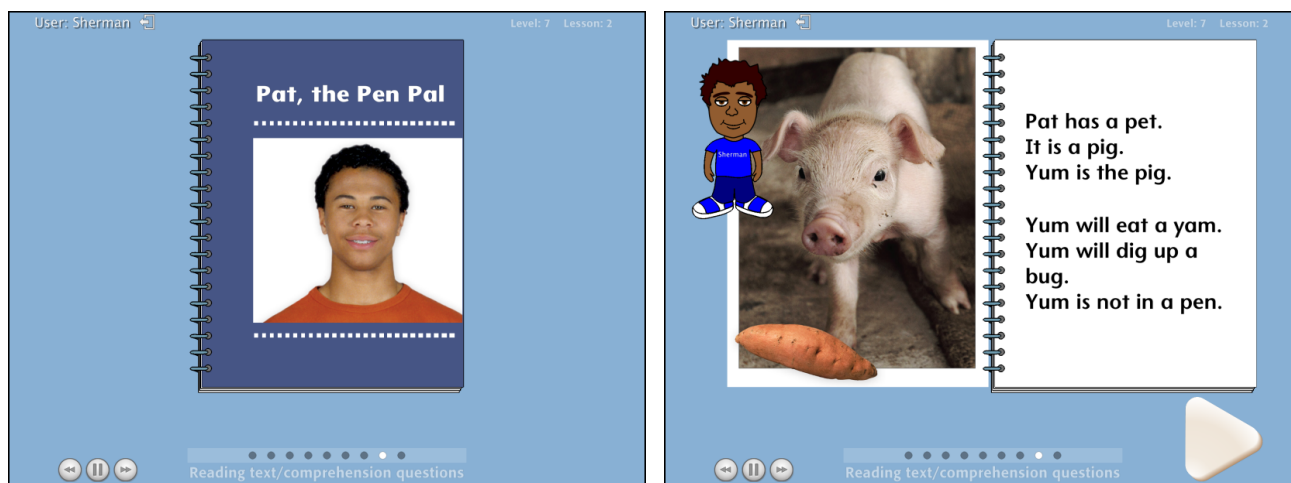 User: Sherman
Level: 7 Lesson: 2
Pat, the Pen Pal
Reading text/comprehension questions
User: Sherman
Level: 7 Lesson: 2
Sherman
Pat has a pet.
It is a pig.
Yum is the pig.
Yum will eat a yam.
Yum will dig up a
bug.
Yum is not in a pen.
Reading text/comprehension questions